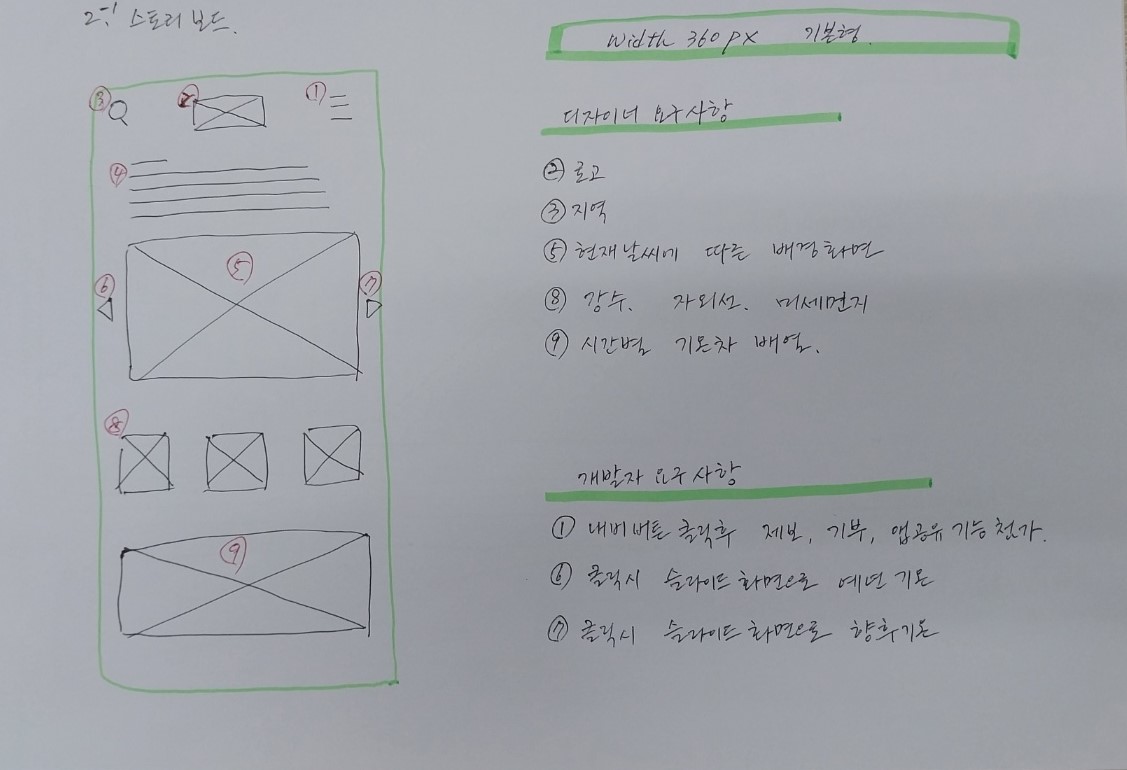 2-1 스토리보드.
width 360px 기본형.
③ ② ①
④
⑤
⑥ ⑦
⑧
⑨
디자이너 요구사항
② 로고
③ 지역
⑤ 현재날씨에 따른 배경화면
⑧ 강수. 자외선. 미세먼지
⑨ 시간별 기온차 배열.
개발자 요구사항
① 내비버튼 클릭후 제보, 기부, 앱공유 기능 첨가.
⑥ 클릭시 슬라이드화면으로 예년 기온
⑦ 클릭시 슬라이드화면으로 향후기온